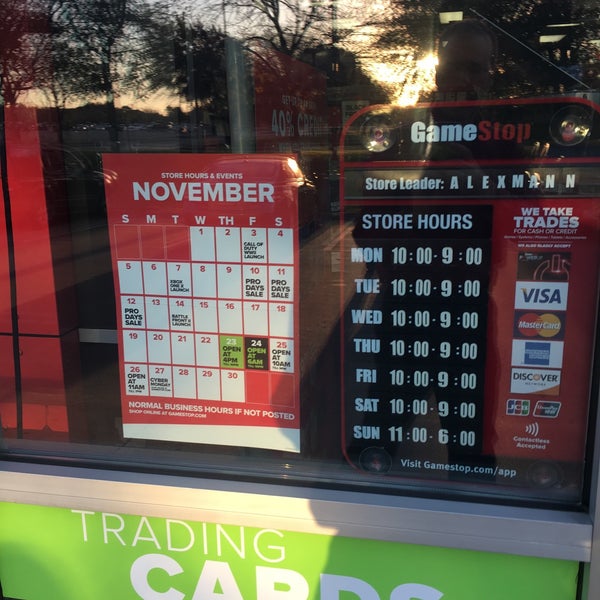 STORE HOURS & EVENTS
NOVEMBER
S M T W TH F S
1 2 3 4
CALL OF
DUTY
WWII
LAUNCH
5 6 7 8 9 10 11
XBOX
ONE X
LAUNCH
PRO
DAYS
SALE
PRO
DAYS
SALE
12 13 14 15 16 17 18
PRO
DAYS
SALE
BATTLE
FRONT II
LAUNCH
19 20 21 22 23 24 25
OPEN
AT
4PM
OPEN
AT
6AM
OPEN
AT
10AM
26 27 28 29 30
OPEN
AT
11AM
CYBER
MONDAY
NORMAL BUSINESS HOURS IF NOT POSTED
SHOP ONLINE AT GAMESTOP.COM
40%
GameStop
Store Leader: ALEXMANN
STORE HOURS
MON 10:00-9:00
TUE 10:00-9:00
WED 10:00-9:00
THU 10:00-9:00
FRI 10:00-9:00
SAT 10:00-9:00
SUN 11:00-6:00
Visit Gamestop.com/app
WE TAKE
TRADES
FOR CASH OR CREDIT
WE ALSO GLADLY ACCEPT
VISA
MasterCard
DISCOVER
NETWORK
JCB
Contactless
Accepted
TRADING
CARDS